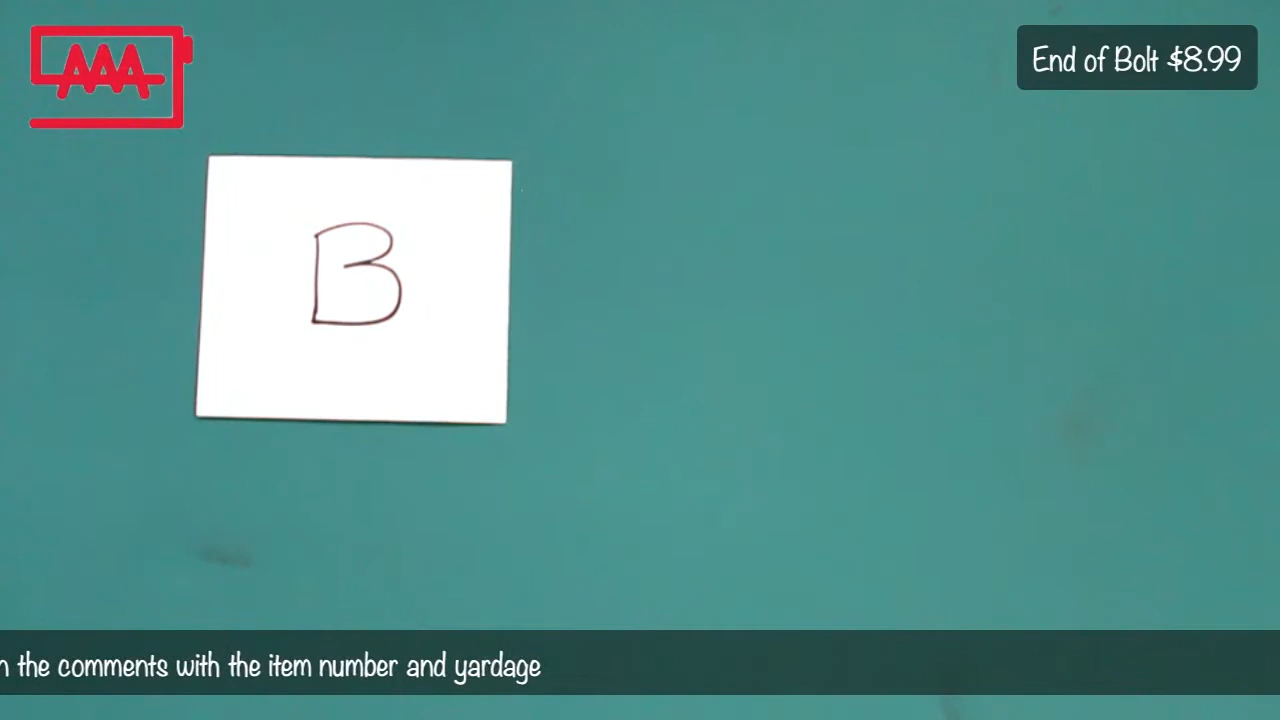 AAA
End of Bolt $8.99
B
the comments with the item number and yardage